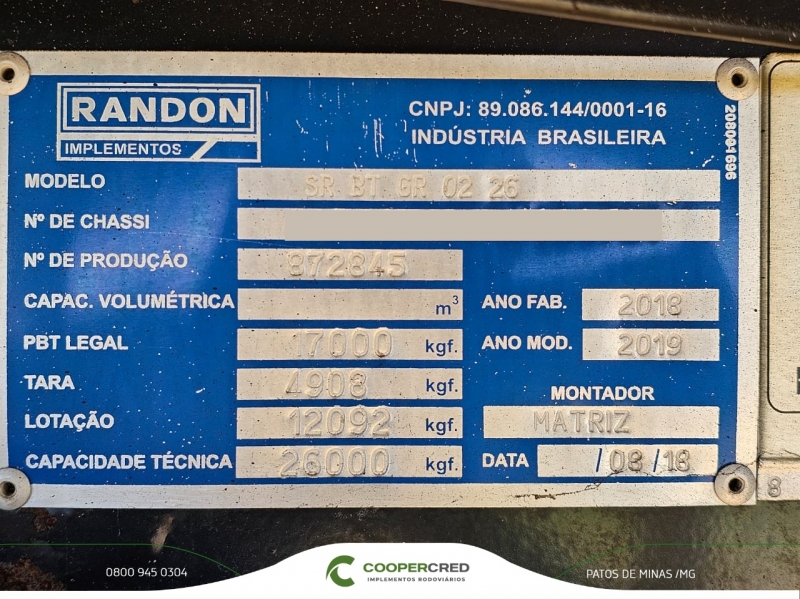 RANDON
IMPLEMENTOS
CNPJ: 89.086.144/0001-16
INDÚSTRIA BRASILEIRA
208001696
MODELO SR BT GR 02 26
Nº DE CHASSI
Nº DE PRODUÇÃO 972845
CAPAC. VOLUMÉTRICA m³ ANO FAB. 2018
PBT LEGAL 17000 kgf. ANO MOD. 2019
TARA 4908 kgf.
MONTADOR
LOTAÇÃO 12092 kgf. MATRIZ
CAPACIDADE TÉCNICA 26000 kgf. DATA /08/18
8
0800 945 0304
COOPERCRED
IMPLEMENTOS RODOVIÁRIOS
PATOS DE MINAS /MG